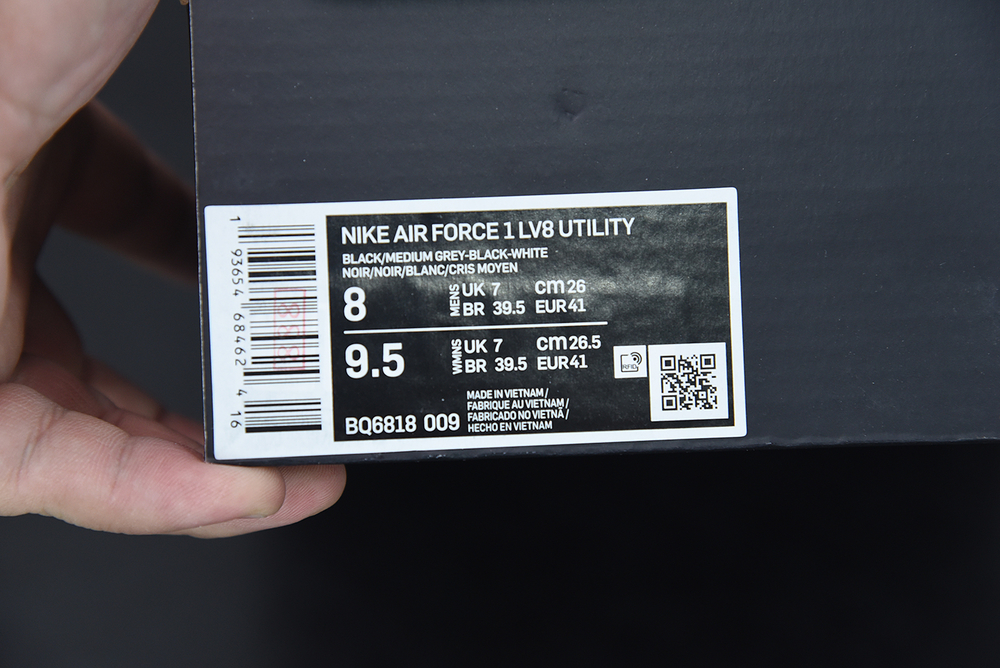 NIKE AIR FORCE 1 LV8 UTILITY
BLACK/MEDIUM GREY-BLACK-WHITE
NOIR/NOIR/BLANC/CRIS MOYEN
8 MENS UK 7 cm 26
BR 39.5 EUR 41
9.5 WMNS UK 7 cm 26.5
BR 39.5 EUR 41
RFID
BQ6818 009
MADE IN VIETNAM /
FABRIQUE AU VIETNAM /
FABRICADO NO VIETNÃ /
HECHO EN VIETNAM
1 93654 68462 4 16